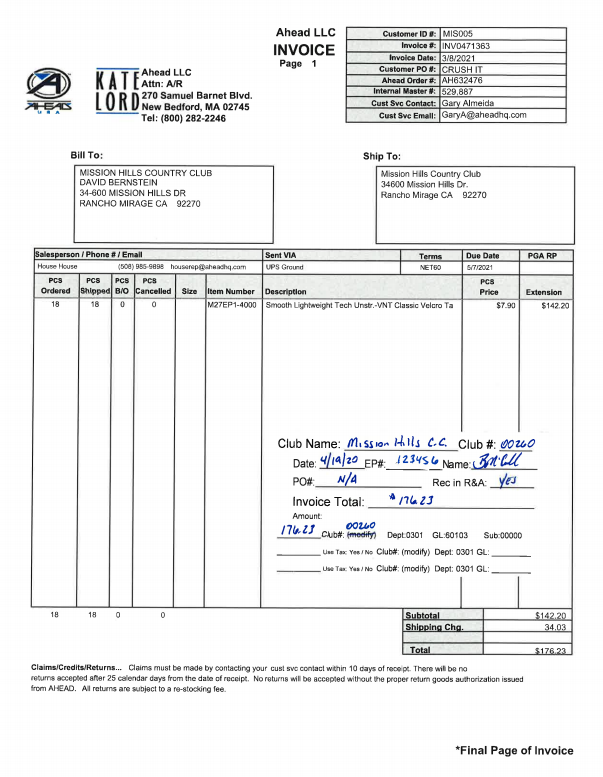 Ahead LLC
INVOICE
Page 1
Customer ID #: MIS005
Invoice #: INV0471363
Invoice Date: 3/8/2021
Customer PO #: CRUSH IT
Ahead Order #: AH632476
Internal Master #: 529,887
Cust Svc Contact: Gary Almeida
Cust Svc Email: GaryA@aheadhq.com
AHEAD
USA
KATE
LORD
Ahead LLC
Attn: A/R
270 Samuel Barnet Blvd.
New Bedford, MA 02745
Tel: (800) 282-2246
Bill To:
MISSION HILLS COUNTRY CLUB
DAVID BERNSTEIN
34-600 MISSION HILLS DR
RANCHO MIRAGE CA 92270
Ship To:
Mission Hills Country Club
34600 Mission Hills Dr.
Rancho Mirage CA 92270
Salesperson / Phone # / Email Sent VIA Terms Due Date PGA RP
House House (508) 985-9898 houserep@aheadhq.com UPS Ground NET60 5/7/2021
PCS Ordered PCS Shipped PCS B/O PCS Cancelled Size Item Number Description PCS Price Extension
18 18 0 0 M27EP1-4000 Smooth Lightweight Tech Unstr.-VNT Classic Velcro Ta $7.90 $142.20
Club Name: Mission Hills C.C. Club #: 00260
Date: 4/19/20 EP#: 123456 Name:
PO#: N/A Rec in R&A: YES
Invoice Total: $176.23
Amount:
00260
176.23 Club#: (modify) Dept:0301 GL:60103 Sub:00000
Use Tax: Yes / No Club#: (modify) Dept: 0301 GL:
Use Tax: Yes / No Club#: (modify) Dept: 0301 GL:
18 18 0 0
Subtotal $142.20
Shipping Chg. 34.03
Total $176.23
Claims/Credits/Returns... Claims must be made by contacting your cust svc contact within 10 days of receipt. There will be no
returns accepted after 25 calendar days from the date of receipt. No returns will be accepted without the proper return goods authorization issued
from AHEAD. All returns are subject to a re-stocking fee.
*Final Page of Invoice